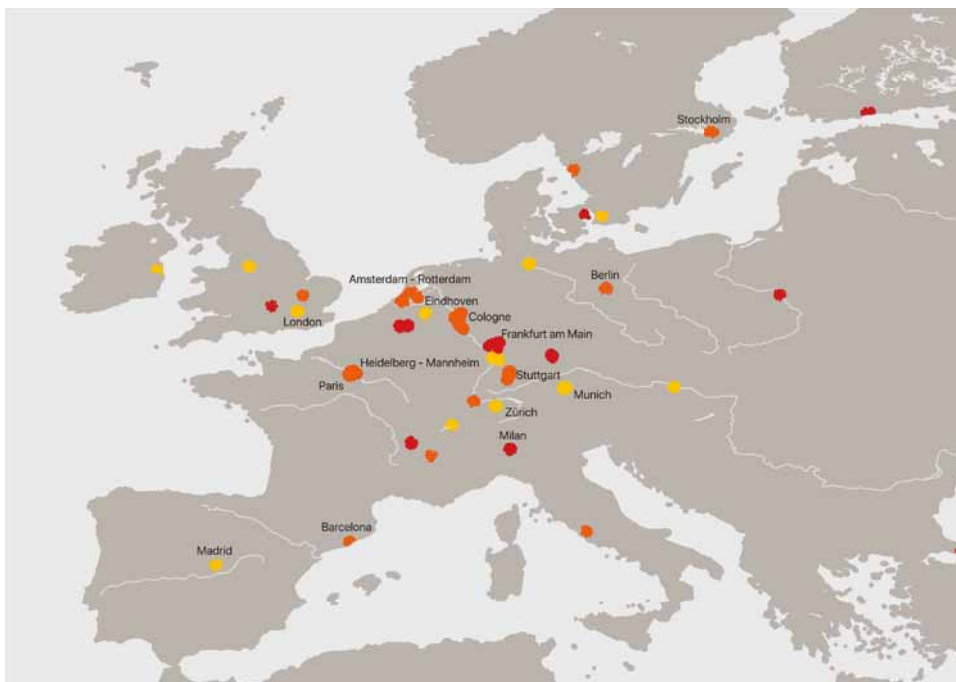 Stockholm
Amsterdam - Rotterdam
Berlin
Eindhoven
London
Cologne
Frankfurt am Main
Heidelberg - Mannheim
Stuttgart
Paris
Munich
Zürich
Milan
Barcelona
Madrid